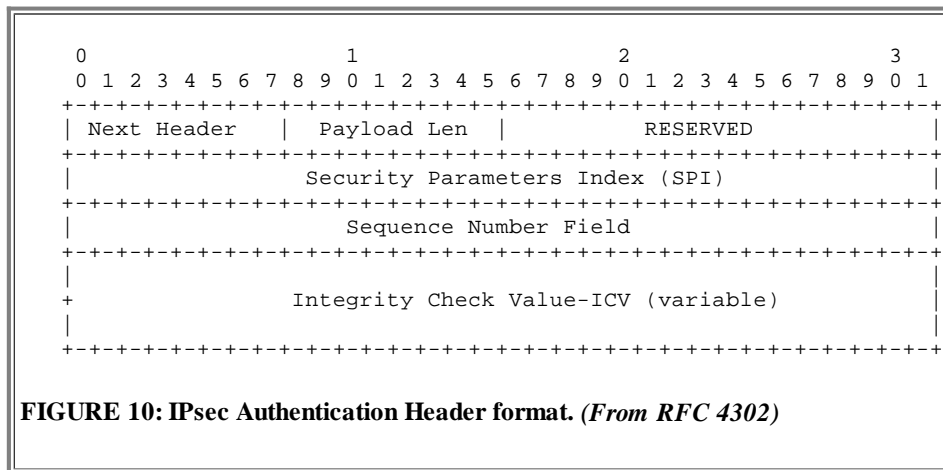 0                   1                   2                   3
0 1 2 3 4 5 6 7 8 9 0 1 2 3 4 5 6 7 8 9 0 1 2 3 4 5 6 7 8 9 0 1
+-+-+-+-+-+-+-+-+-+-+-+-+-+-+-+-+-+-+-+-+-+-+-+-+-+-+-+-+-+-+-+-+
| Next Header   |  Payload Len  |          RESERVED             |
+-+-+-+-+-+-+-+-+-+-+-+-+-+-+-+-+-+-+-+-+-+-+-+-+-+-+-+-+-+-+-+-+
|                 Security Parameters Index (SPI)               |
+-+-+-+-+-+-+-+-+-+-+-+-+-+-+-+-+-+-+-+-+-+-+-+-+-+-+-+-+-+-+-+-+
|                    Sequence Number Field                      |
+-+-+-+-+-+-+-+-+-+-+-+-+-+-+-+-+-+-+-+-+-+-+-+-+-+-+-+-+-+-+-+-+
|                                                               |
+                Integrity Check Value-ICV (variable)           |
|                                                               |
+-+-+-+-+-+-+-+-+-+-+-+-+-+-+-+-+-+-+-+-+-+-+-+-+-+-+-+-+-+-+-+-+
FIGURE 10: IPsec Authentication Header format. (From RFC 4302)